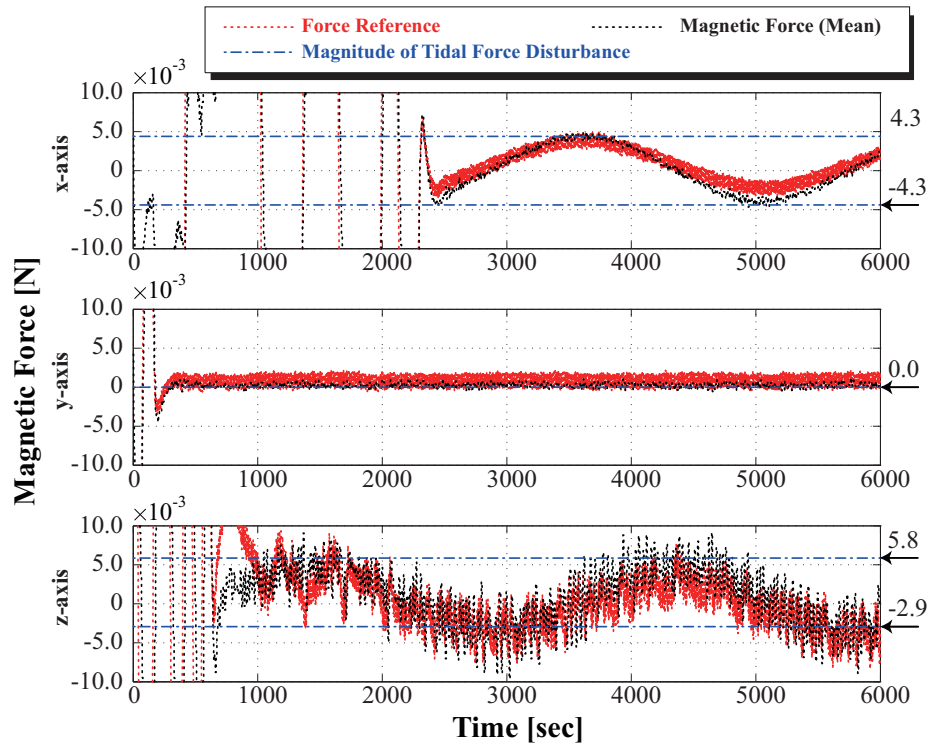 Force Reference
Magnetic Force (Mean)
Magnitude of Tidal Force Disturbance
Magnetic Force [N]
×10⁻³
x-axis
10.0
5.0
0
-5.0
-10.0
4.3
-4.3
0 1000 2000 3000 4000 5000 6000
×10⁻³
y-axis
10.0
5.0
0
-5.0
-10.0
0.0
0 1000 2000 3000 4000 5000 6000
×10⁻³
z-axis
10.0
5.0
0
-5.0
-10.0
5.8
-2.9
0 1000 2000 3000 4000 5000 6000
Time [sec]